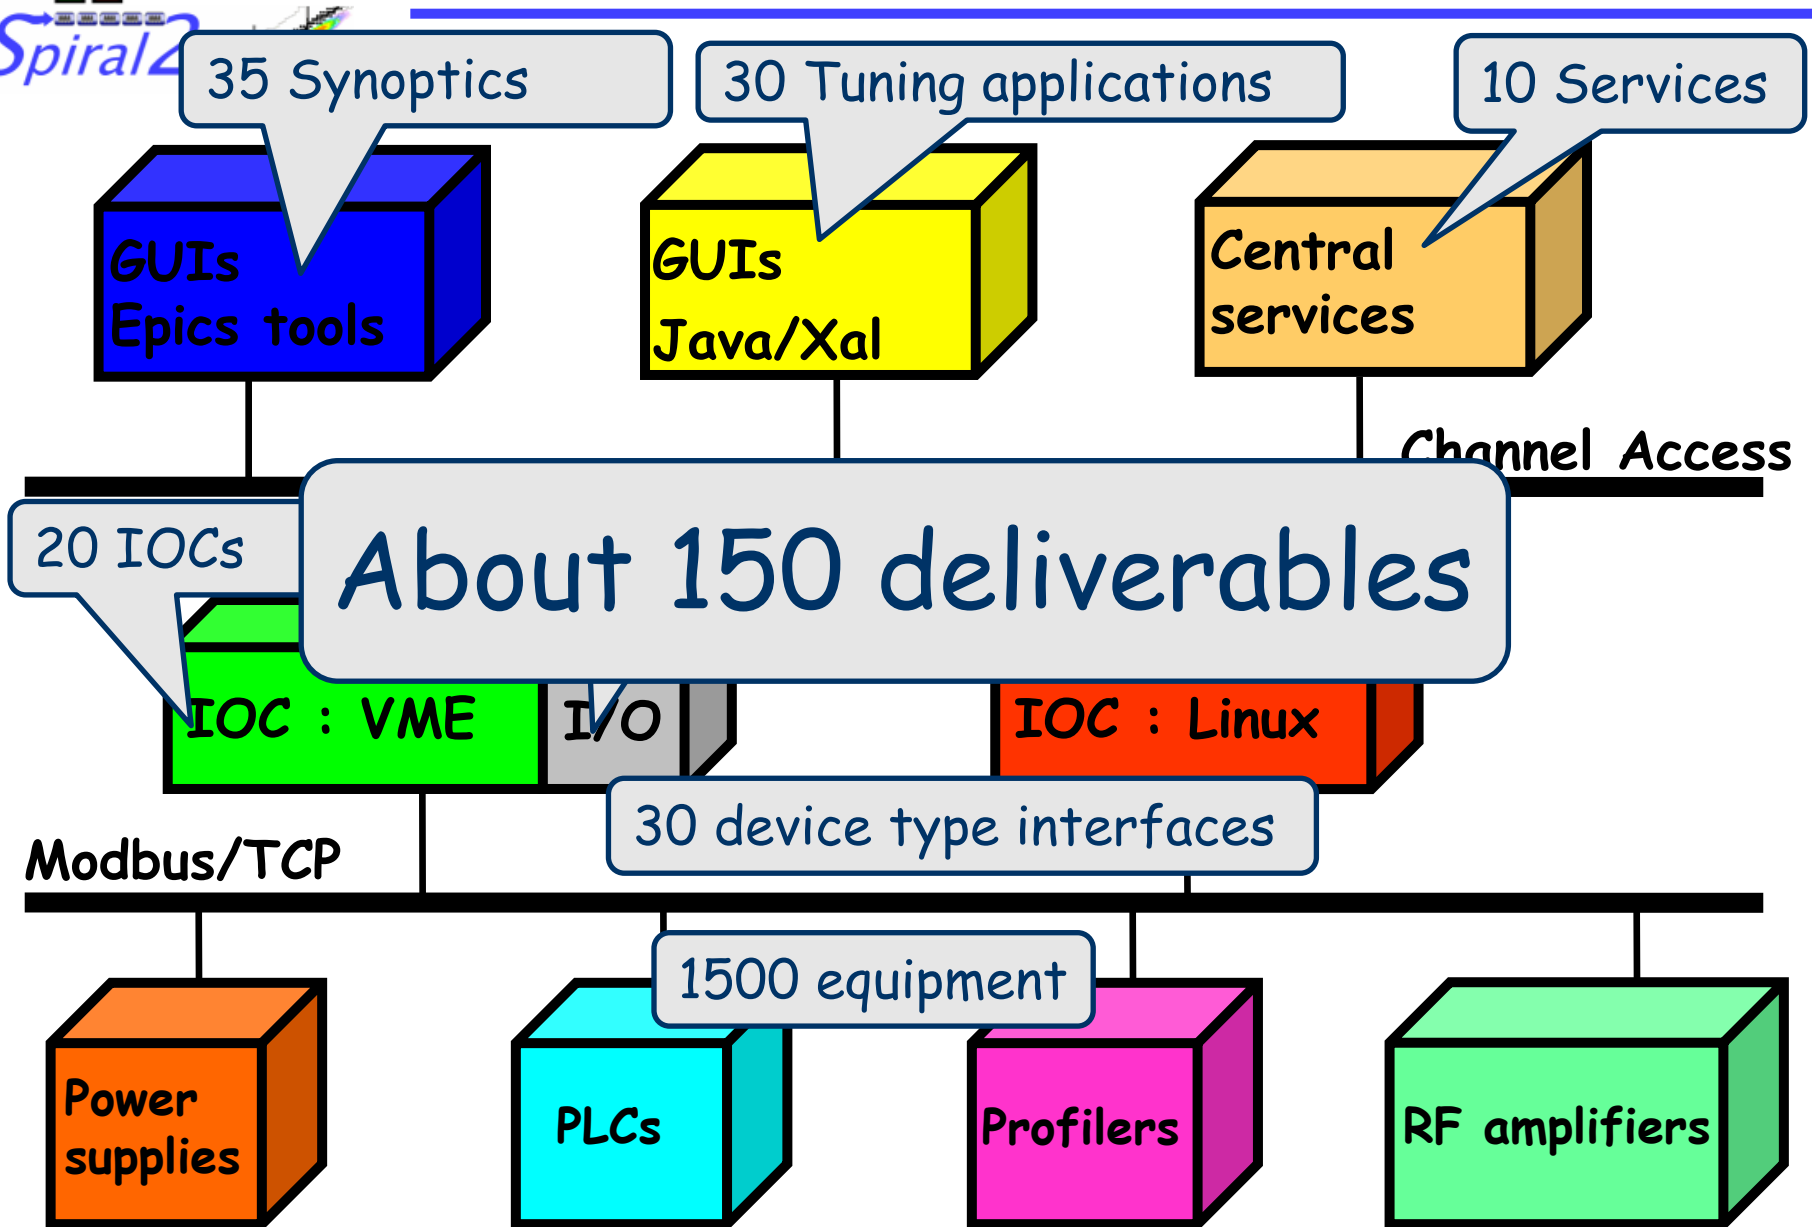 Spiral2
35 Synoptics
30 Tuning applications
10 Services
GUIs
Epics tools
GUIs
Java/Xal
Central
services
Channel Access
20 IOCs
About 150 deliverables
IOC : VME
I/O
IOC : Linux
30 device type interfaces
Modbus/TCP
1500 equipment
Power
supplies
PLCs
Profilers
RF amplifiers